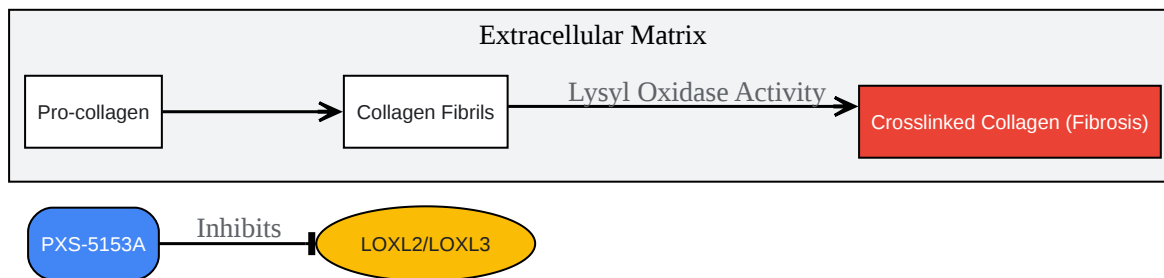 Extracellular Matrix
Pro-collagen
Collagen Fibrils
Lysyl Oxidase Activity
Crosslinked Collagen (Fibrosis)
PXS-5153A
Inhibits
LOXL2/LOXL3